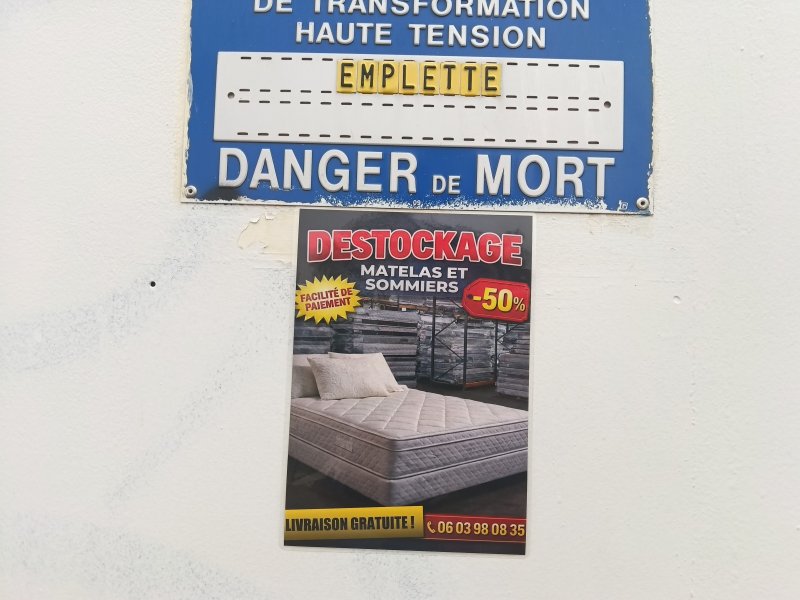 DE TRANSFORMATION
HAUTE TENSION
EMPLETTE
DANGER DE MORT
DESTOCKAGE
MATELAS ET
SOMMIERS
-50%
FACILITÉ DE
PAIEMENT
LIVRAISON GRATUITE !
06 03 98 08 35